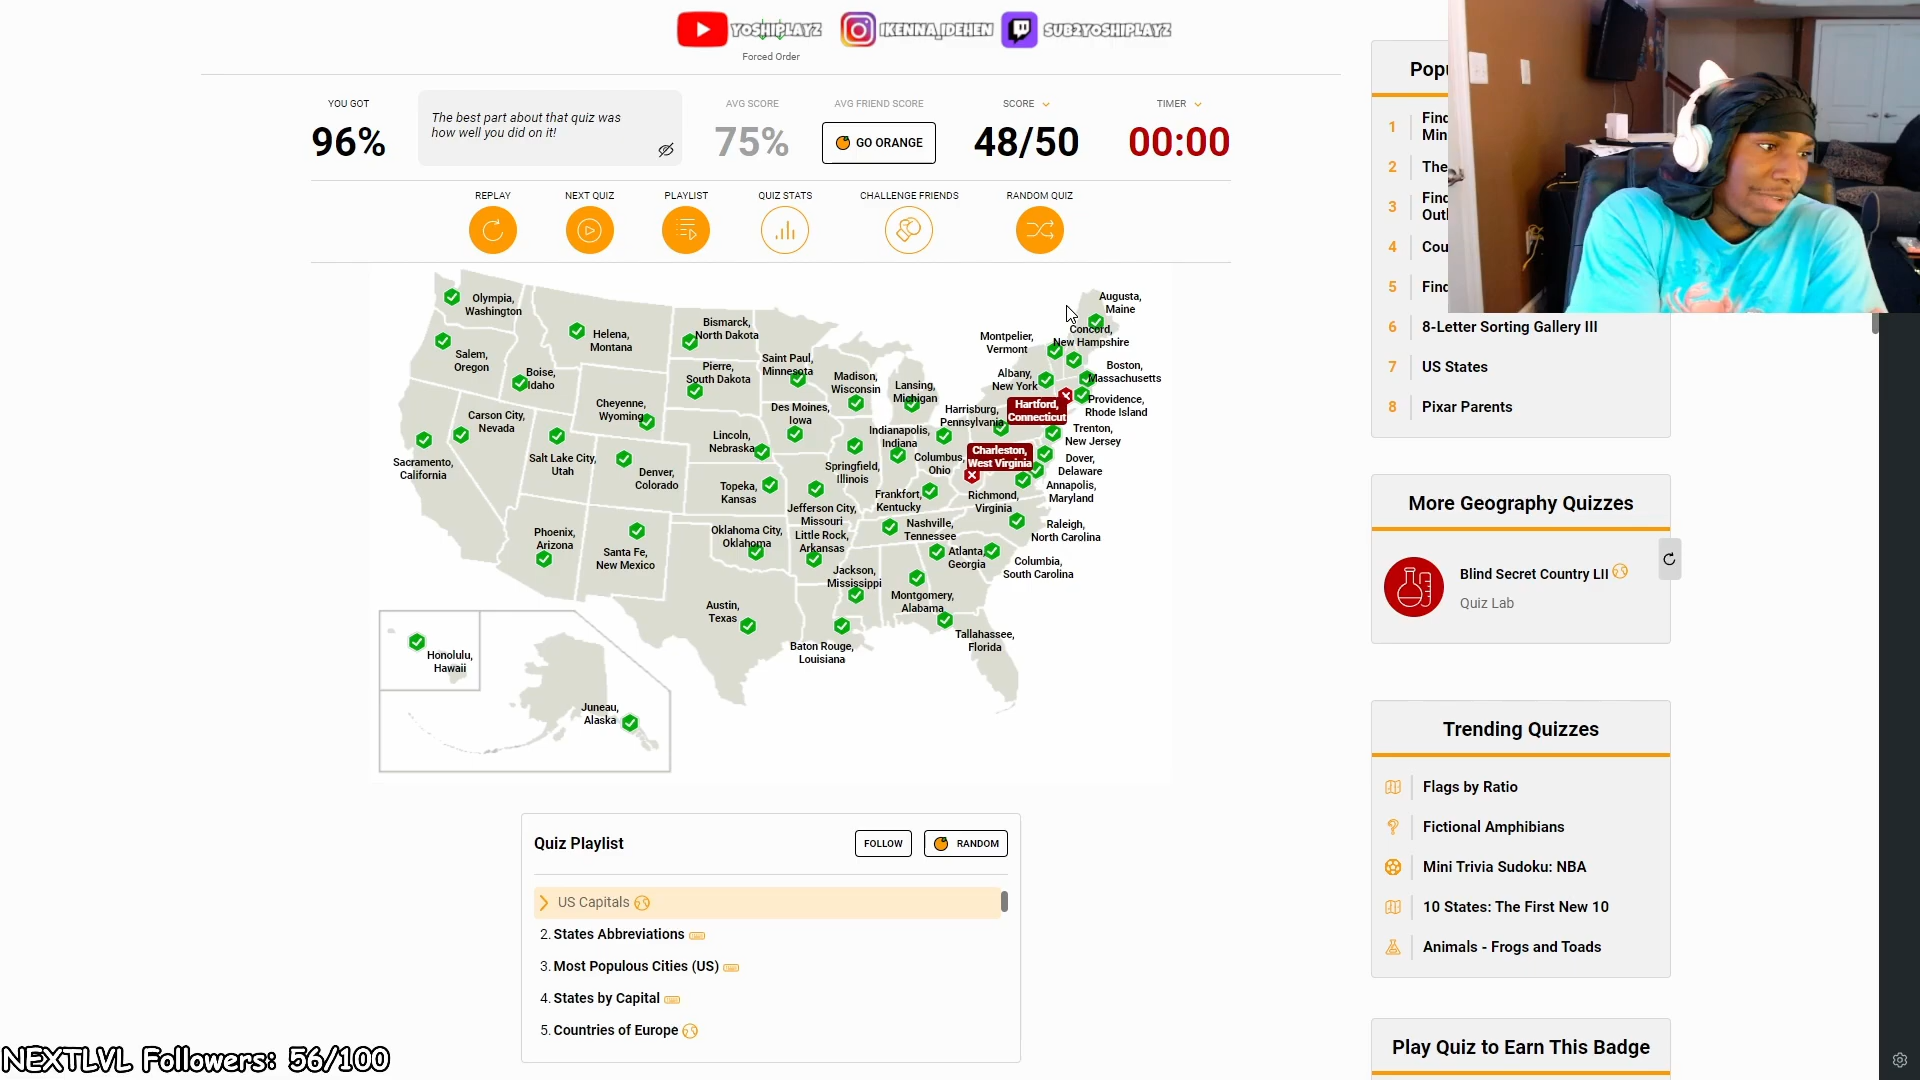 YOSHIPLAYZ
IKENNA_IDEHEN
SUB2YOSHIPLAYZ
Forced Order
YOU GOT
96%
The best part about that quiz was
how well you did on it!
AVG SCORE
75%
AVG FRIEND SCORE
GO ORANGE
SCORE
48/50
TIMER
00:00
REPLAY
NEXT QUIZ
PLAYLIST
QUIZ STATS
CHALLENGE FRIENDS
RANDOM QUIZ
Olympia,
Washington
Helena,
Montana
Bismarck,
North Dakota
Augusta,
Maine
Montpelier,
Vermont
Concord,
New Hampshire
Salem,
Oregon
Boise,
Idaho
Pierre,
South Dakota
Saint Paul,
Minnesota
Madison,
Wisconsin
Lansing,
Michigan
Albany,
New York
Boston,
Massachusetts
Hartford,
Connecticut
Providence,
Rhode Island
Cheyenne,
Wyoming
Carson City,
Nevada
Des Moines,
Iowa
Harrisburg,
Pennsylvania
Trenton,
New Jersey
Sacramento,
California
Salt Lake City,
Utah
Denver,
Colorado
Lincoln,
Nebraska
Indianapolis,
Indiana
Columbus,
Ohio
Charleston,
West Virginia
Dover,
Delaware
Springfield,
Illinois
Annapolis,
Maryland
Topeka,
Kansas
Jefferson City,
Missouri
Frankfort,
Kentucky
Richmond,
Virginia
Phoenix,
Arizona
Santa Fe,
New Mexico
Oklahoma City,
Oklahoma
Little Rock,
Arkansas
Nashville,
Tennessee
Raleigh,
North Carolina
Atlanta,
Georgia
Columbia,
South Carolina
Jackson,
Mississippi
Montgomery,
Alabama
Austin,
Texas
Baton Rouge,
Louisiana
Tallahassee,
Florida
Honolulu,
Hawaii
Juneau,
Alaska
Quiz Playlist
FOLLOW
RANDOM
US Capitals
2. States Abbreviations
3. Most Populous Cities (US)
4. States by Capital
5. Countries of Europe
NEXTLVL Followers: 56/100
1
2 The
3
4
5
6 8-Letter Sorting Gallery III
7 US States
8 Pixar Parents
More Geography Quizzes
Blind Secret Country LII
Quiz Lab
Trending Quizzes
Flags by Ratio
Fictional Amphibians
Mini Trivia Sudoku: NBA
10 States: The First New 10
Animals - Frogs and Toads
Play Quiz to Earn This Badge